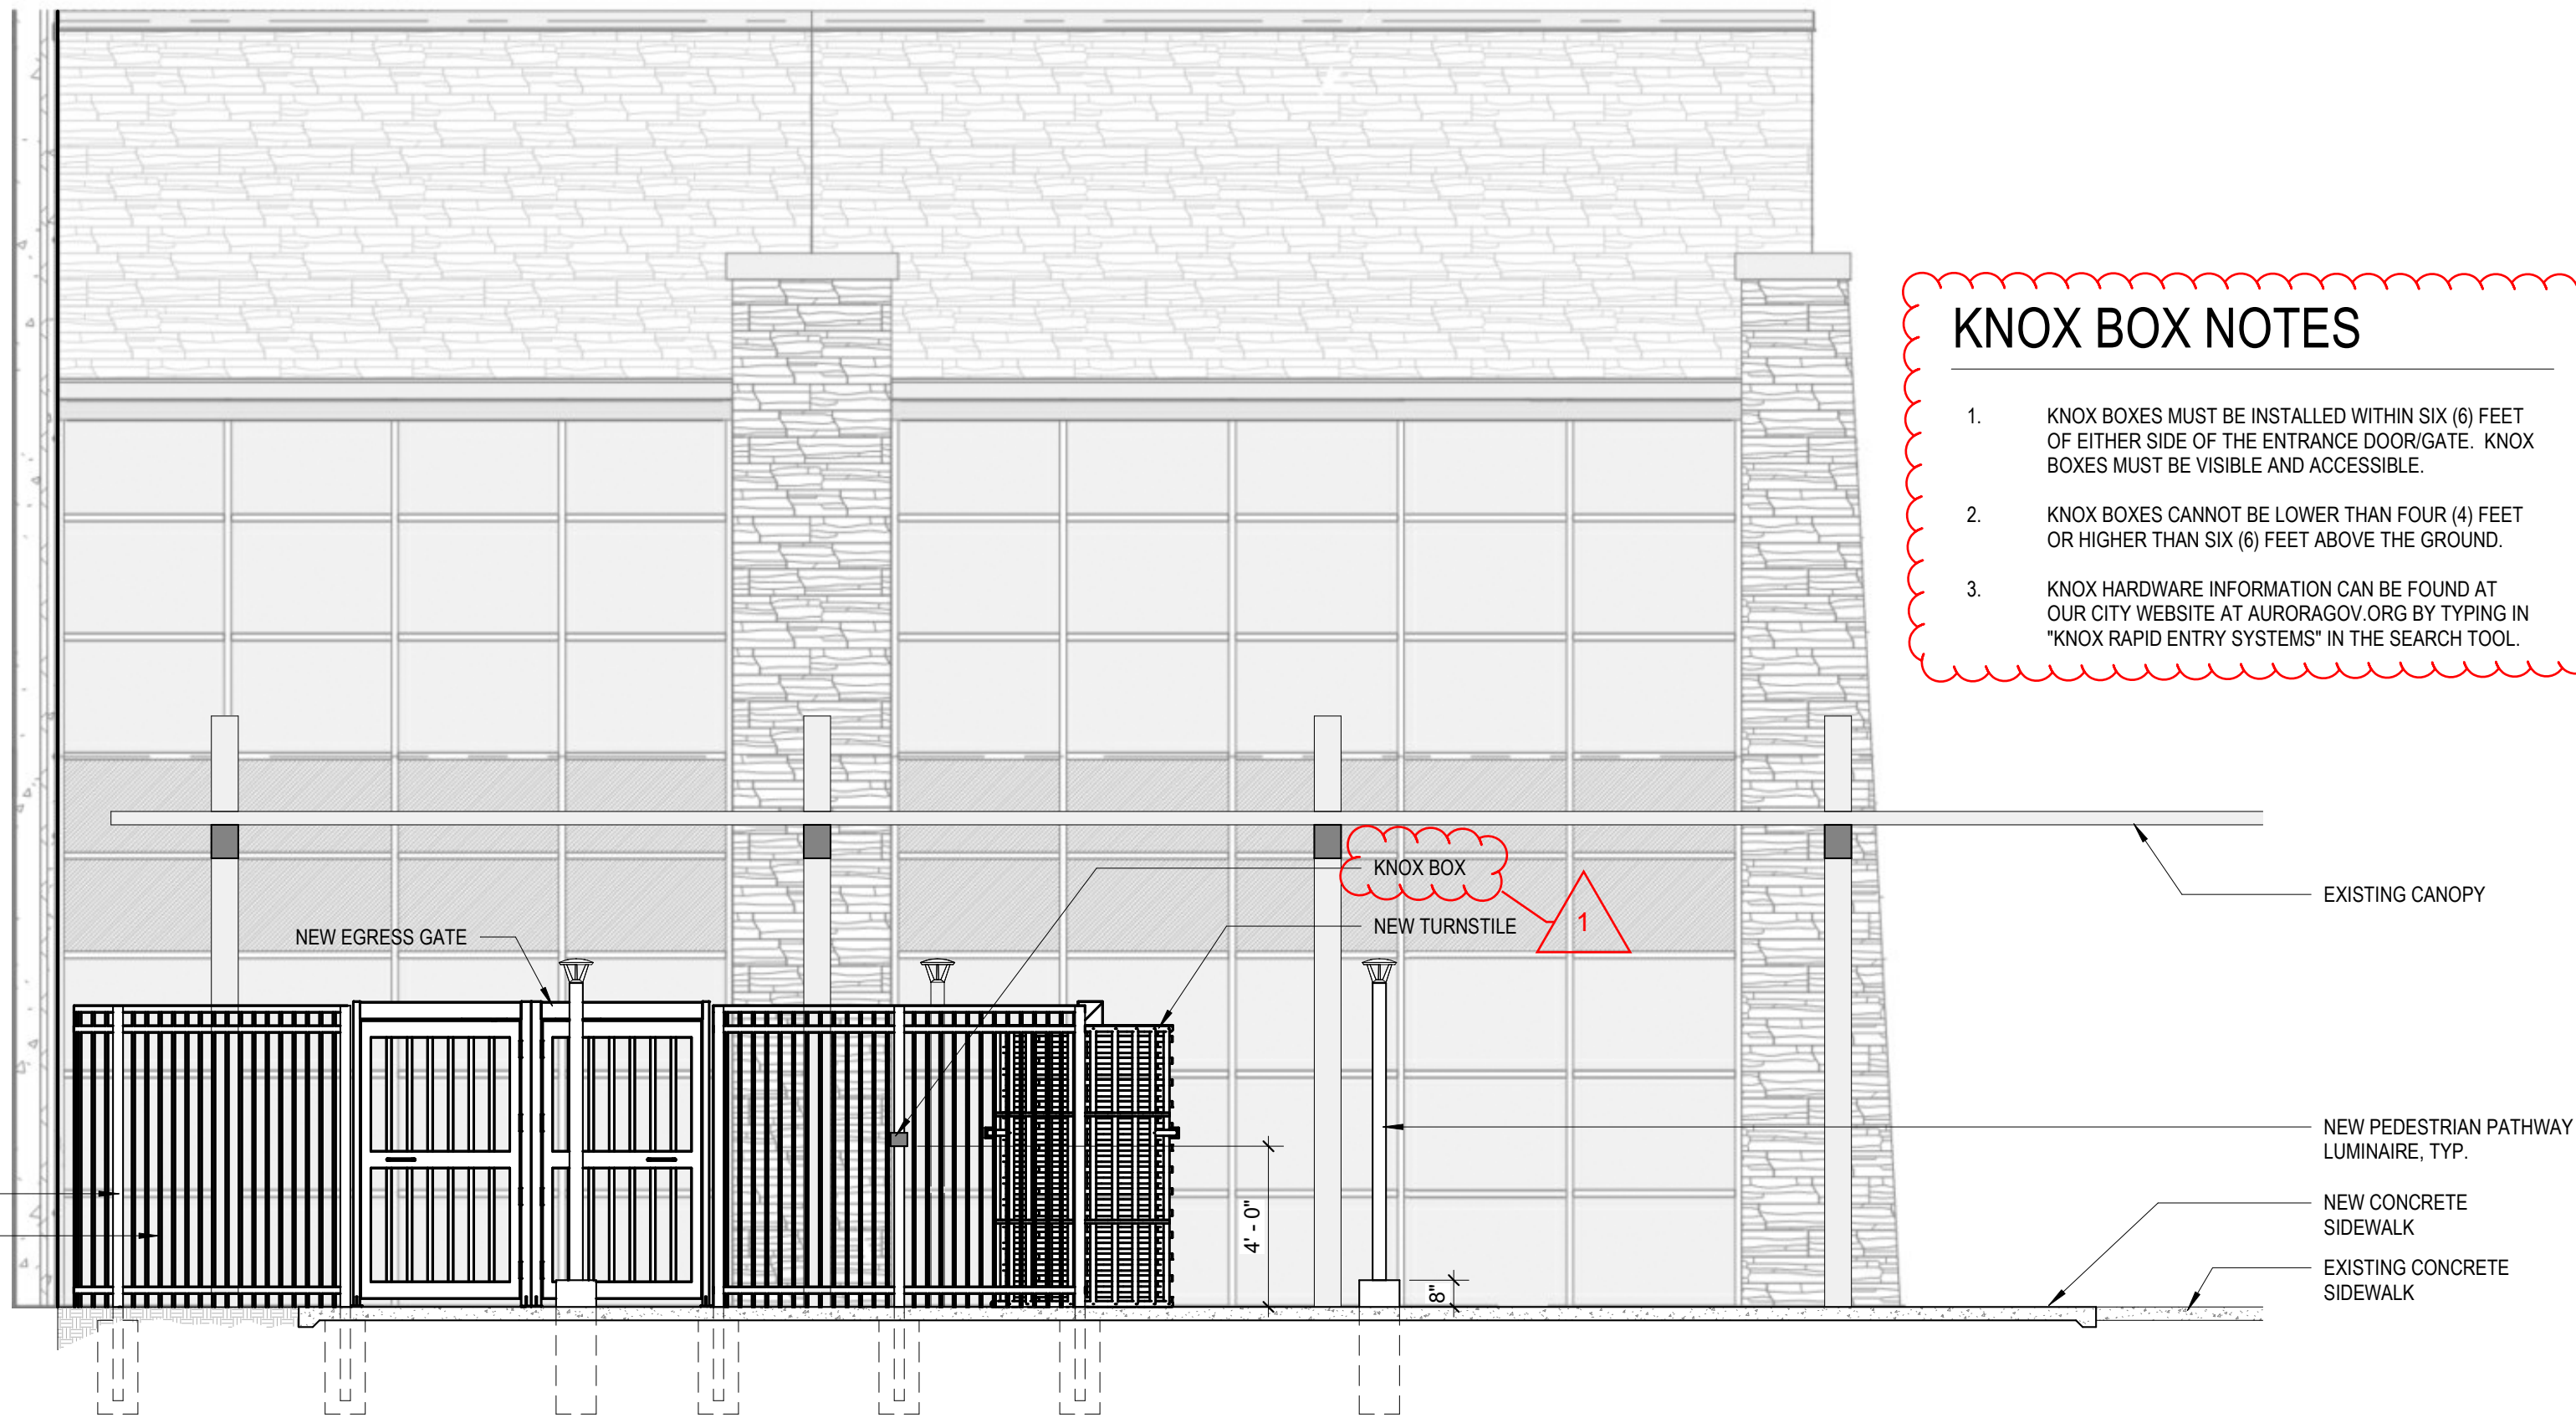 KNOX BOX NOTES
1. KNOX BOXES MUST BE INSTALLED WITHIN SIX (6) FEET
OF EITHER SIDE OF THE ENTRANCE DOOR/GATE. KNOX
BOXES MUST BE VISIBLE AND ACCESSIBLE.
2. KNOX BOXES CANNOT BE LOWER THAN FOUR (4) FEET
OR HIGHER THAN SIX (6) FEET ABOVE THE GROUND.
3. KNOX HARDWARE INFORMATION CAN BE FOUND AT
OUR CITY WEBSITE AT AURORAGOV.ORG BY TYPING IN
"KNOX RAPID ENTRY SYSTEMS" IN THE SEARCH TOOL.
KNOX BOX
NEW TURNSTILE
1
NEW EGRESS GATE
EXISTING CANOPY
NEW PEDESTRIAN PATHWAY
LUMINAIRE, TYP.
NEW CONCRETE
SIDEWALK
EXISTING CONCRETE
SIDEWALK
4' - 0"
8"